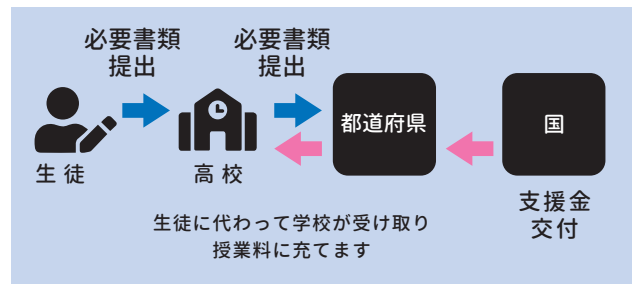 必要書類
提出
必要書類
提出
都道府県
国
生徒
高校
支援金
交付
生徒に代わって学校が受け取り
授業料に充てます